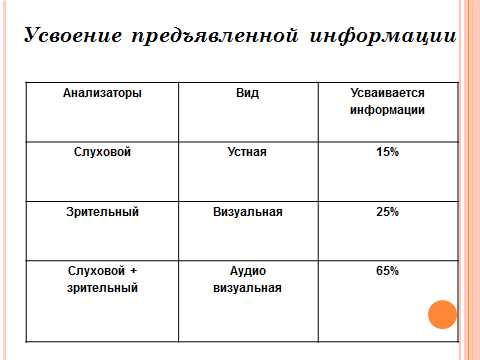 Усвоение предъявленной информации
Анализаторы Вид Усваивается
информации
Слуховой Устная 15%
Зрительный Визуальная 25%
Слуховой + Аудио 65%
зрительный визуальная